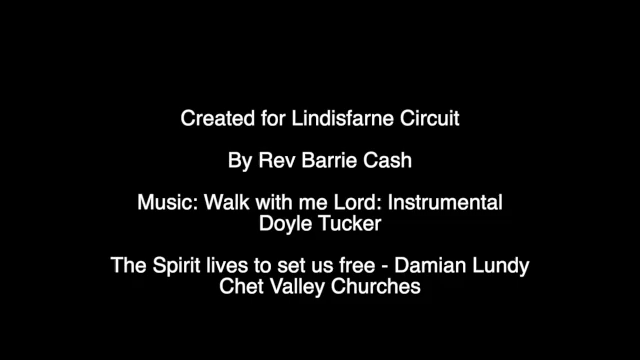 Created for Lindisfarne Circuit
By Rev Barrie Cash
Music: Walk with me Lord: Instrumental
Doyle Tucker
The Spirit lives to set us free - Damian Lundy
Chet Valley Churches